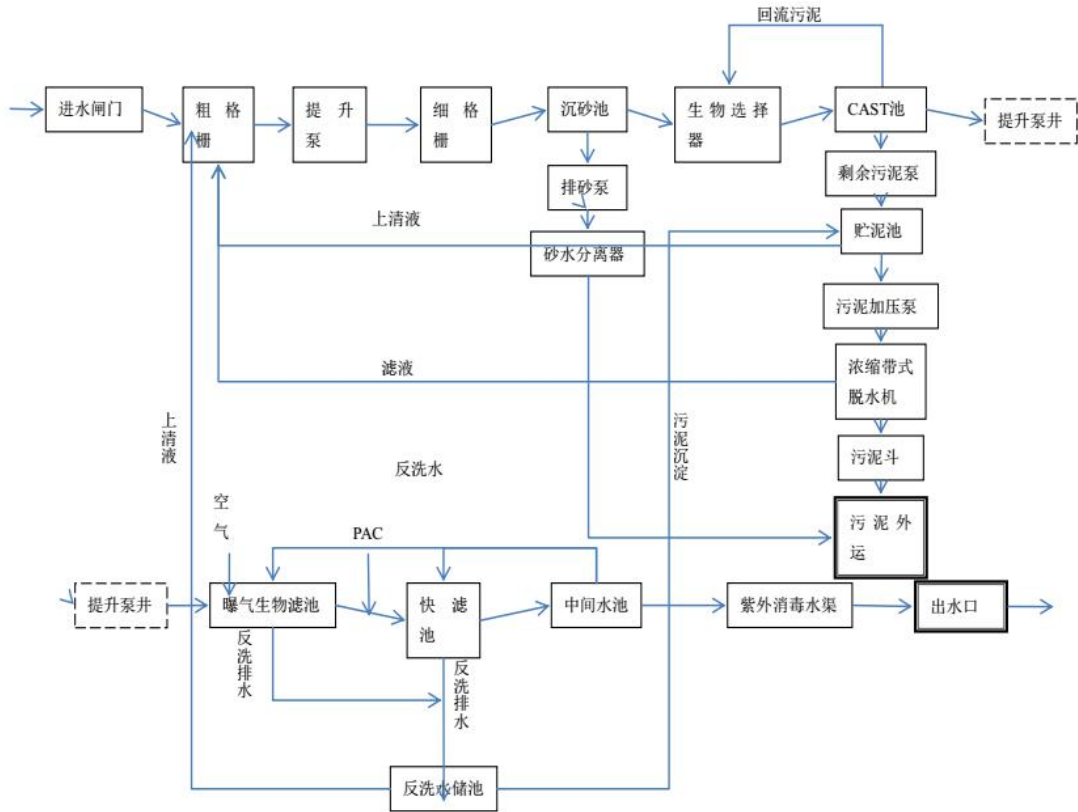 回流污泥
进水闸门
粗格
栅
提升
泵
细格
栅
沉砂池
生物选择
器
CAST池
提升泵井
排砂泵
剩余污泥泵
上清液
贮泥池
砂水分离器
污泥加压泵
滤液
浓缩带式
脱水机
上清液
污泥沉淀
污泥斗
反洗水
空
气
PAC
污泥外
运
提升泵井
曝气生物滤池
快滤
池
中间水池
紫外消毒水渠
出水口
反洗排水
反洗排水
反洗水储池